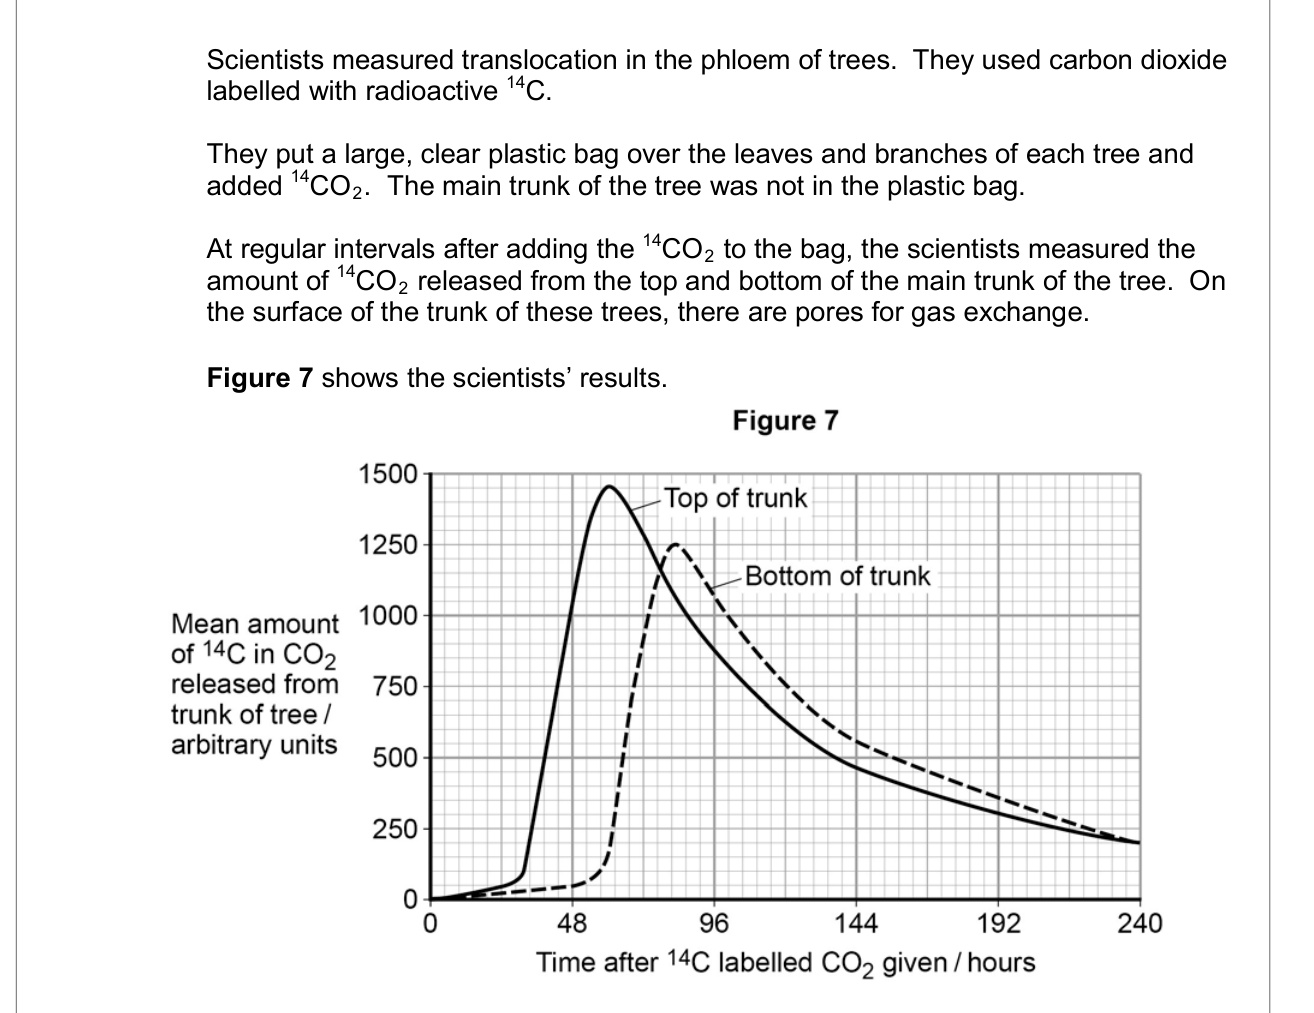 Scientists measured translocation in the phloem of trees.  They used carbon dioxide
labelled with radioactive ¹⁴C.
They put a large, clear plastic bag over the leaves and branches of each tree and
added ¹⁴CO₂.  The main trunk of the tree was not in the plastic bag.
At regular intervals after adding the ¹⁴CO₂ to the bag, the scientists measured the
amount of ¹⁴CO₂ released from the top and bottom of the main trunk of the tree.  On
the surface of the trunk of these trees, there are pores for gas exchange.
Figure 7 shows the scientists’ results.
Figure 7
1500
1250
1000
750
500
250
0
Mean amount
of ¹⁴C in CO₂
released from
trunk of tree /
arbitrary units
Top of trunk
Bottom of trunk
0 48 96 144 192 240
Time after ¹⁴C labelled CO₂ given / hours